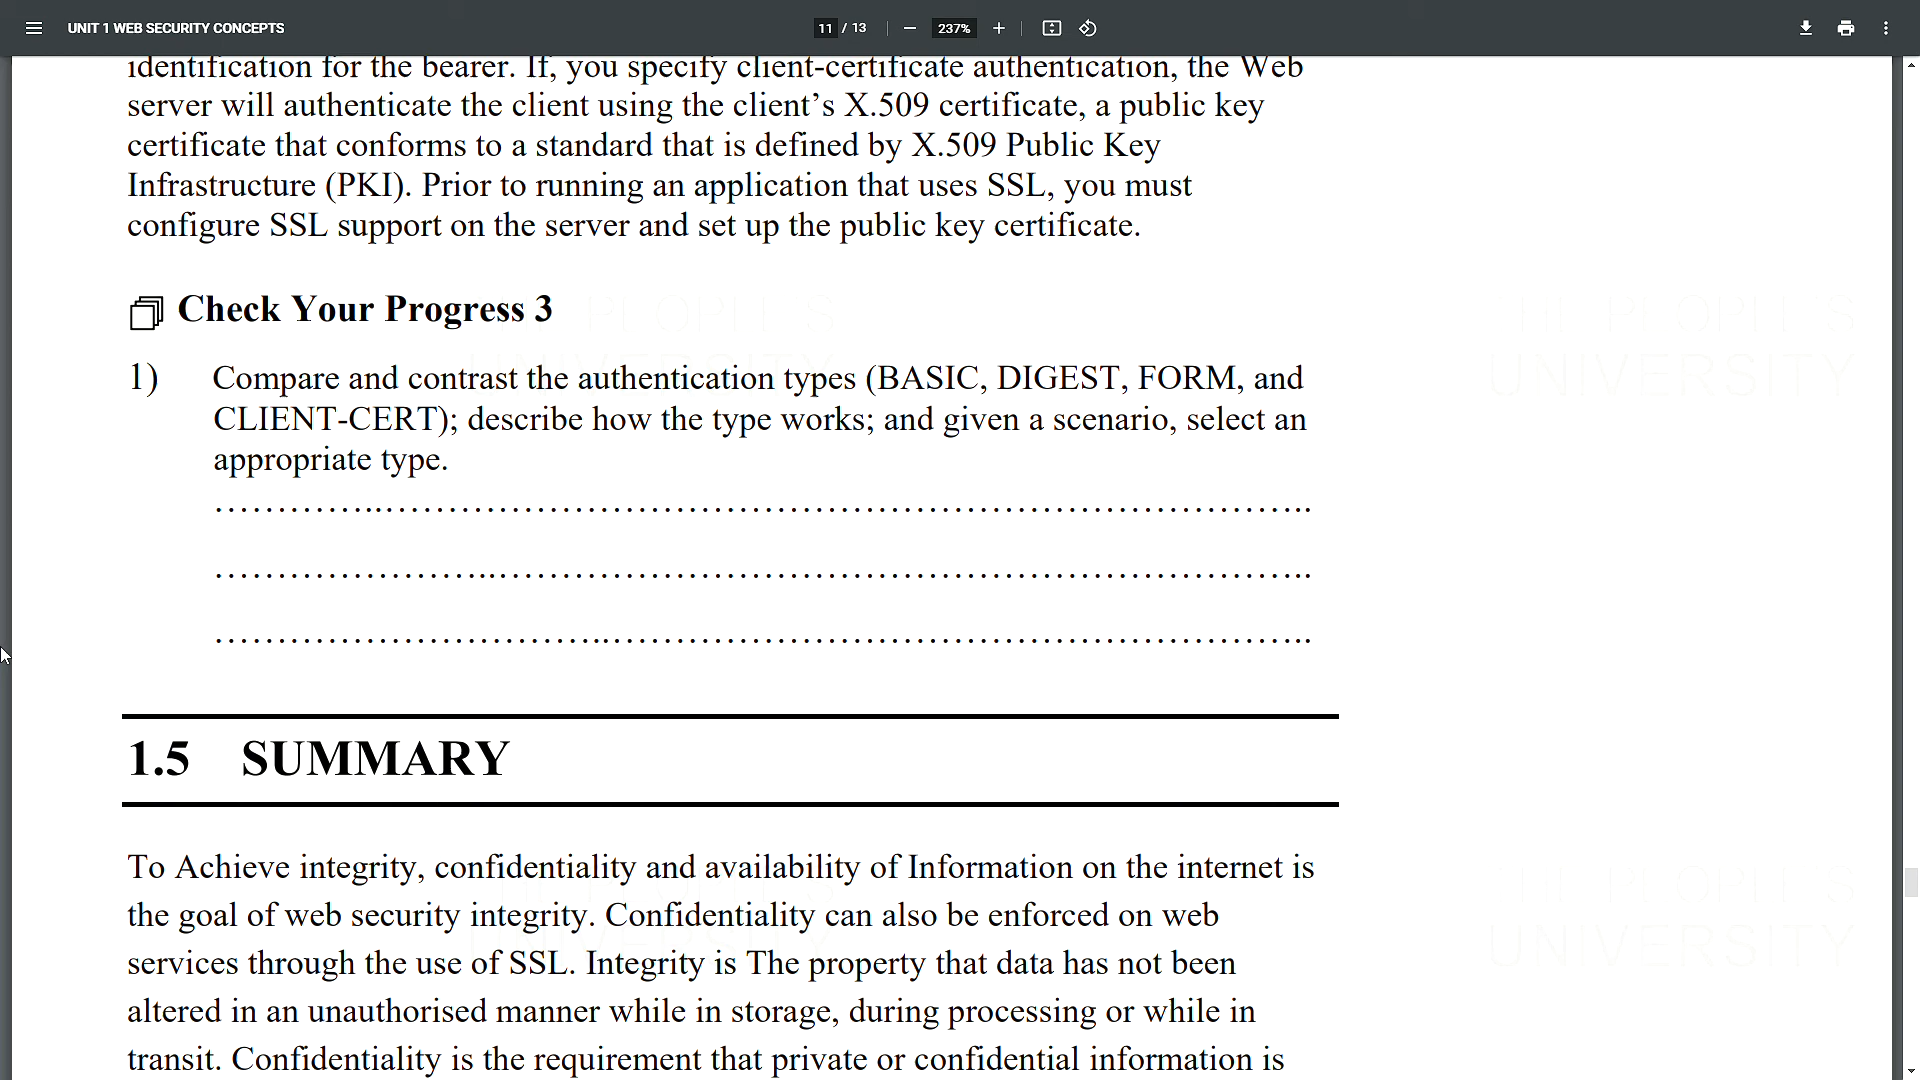 UNIT 1 WEB SECURITY CONCEPTS
11 / 13
237%
identification for the bearer. If, you specify client-certificate authentication, the Web
server will authenticate the client using the client’s X.509 certificate, a public key
certificate that conforms to a standard that is defined by X.509 Public Key
Infrastructure (PKI). Prior to running an application that uses SSL, you must
configure SSL support on the server and set up the public key certificate.
Check Your Progress 3
1) Compare and contrast the authentication types (BASIC, DIGEST, FORM, and
CLIENT-CERT); describe how the type works; and given a scenario, select an
appropriate type.
1.5 SUMMARY
To Achieve integrity, confidentiality and availability of Information on the internet is
the goal of web security integrity. Confidentiality can also be enforced on web
services through the use of SSL. Integrity is The property that data has not been
altered in an unauthorised manner while in storage, during processing or while in
transit. Confidentiality is the requirement that private or confidential information is
UNIVERSITY
UNIVERSITY